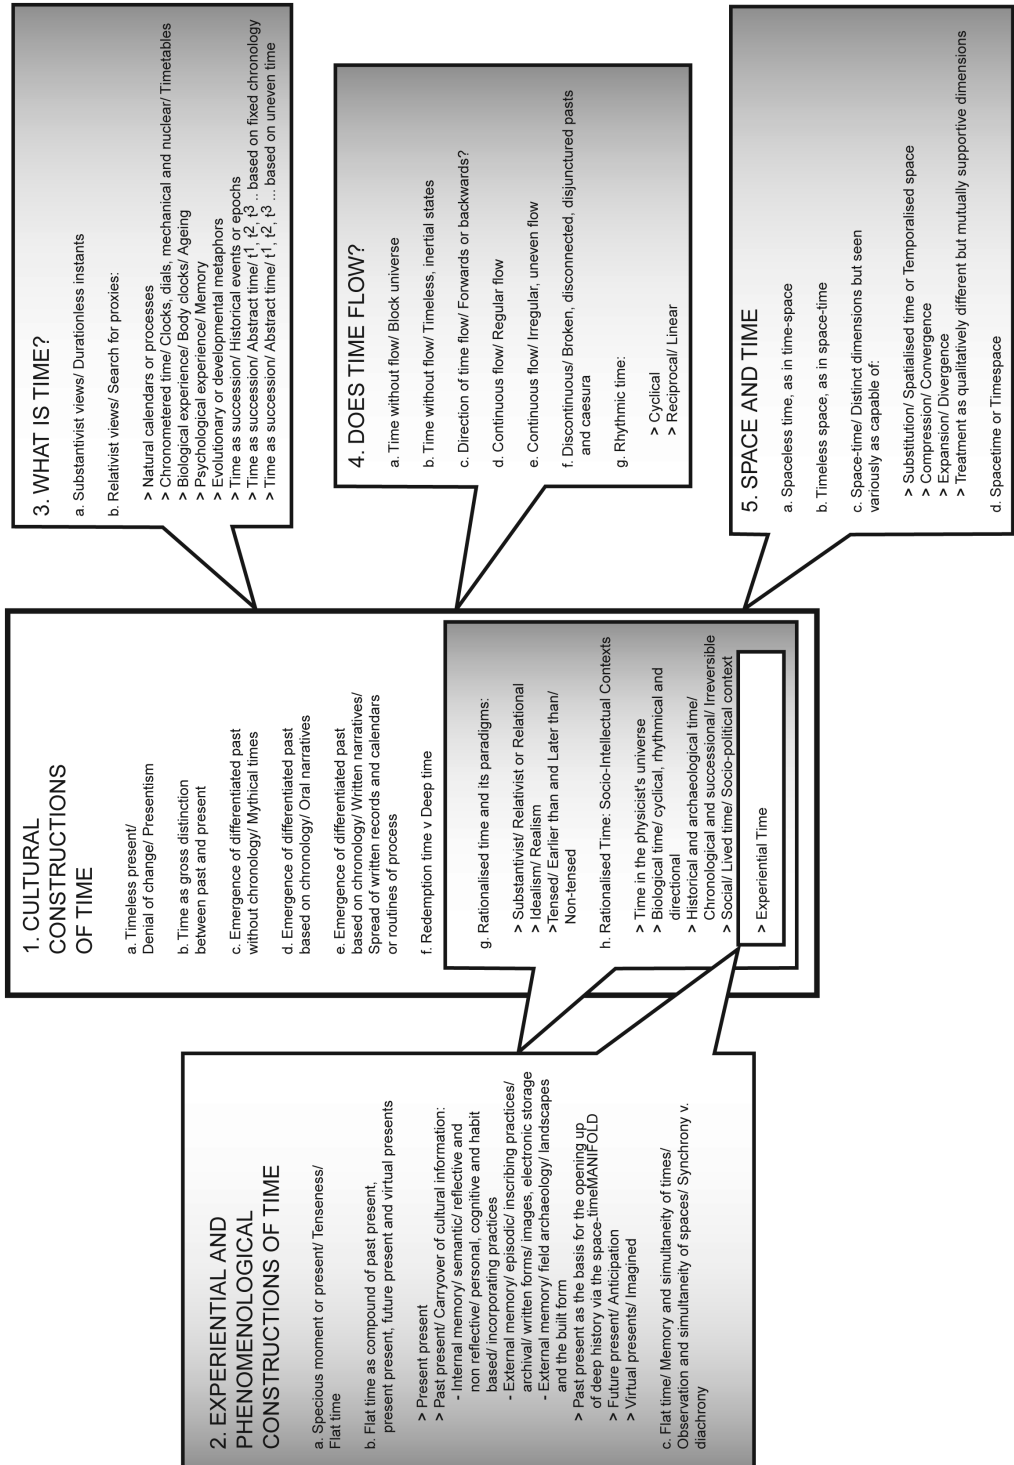 1. CULTURAL
CONSTRUCTIONS
OF TIME
a. Timeless present/
Denial of change/ Presentism
b. Time as gross distinction
between past and present
c. Emergence of differentiated past
without chronology/ Mythical times
d. Emergence of differentiated past
based on chronology/ Oral narratives
e. Emergence of differentiated past
based on chronology/ Written narratives/
Spread of written records and calendars
or routines of process
f. Redemption time v Deep time
g. Rationalised time and its paradigms:
> Substantivist/ Relativist or Relational
> Idealism/ Realism
>Tensed/ Earlier than and Later than/
Non-tensed
h. Rationalised Time: Socio-Intellectual Contexts
> Time in the physicist's universe
> Biological time/ cyclical, rhythmical and
directional
> Historical and archaeological time/
Chronological and successional/ Irreversible
> Social/ Lived time/ Socio-political context
> Experiential Time
2. EXPERIENTIAL AND
PHENOMENOLOGICAL
CONSTRUCTIONS OF TIME
a. Specious moment or present/ Tenseness/
Flat time
b. Flat time as compound of past present,
present present, future present and virtual presents
> Present present
> Past present/ Carryover of cultural information:
- Internal memory/ semantic/ reflective and
non reflective/ personal, cognitive and habit
based/ incorporating practices
- External memory/ episodic/ inscribing practices/
archival/ written forms/ images, electronic storage
- External memory/ field archaeology/ landscapes
and the built form
> Past present as the basis for the opening up
of deep history via the space-timeMANIFOLD
> Future present/ Anticipation
> Virtual presents/ Imagined
c. Flat time/ Memory and simultaneity of times/
Observation and simultaneity of spaces/ Synchrony v.
diachrony
3. WHAT IS TIME?
a. Substantivist views/ Durationless instants
b. Relativist views/ Search for proxies:
> Natural calendars or processes
> Chronometered time/ Clocks, dials, mechanical and nuclear/ Timetables
> Biological experience/ Body clocks/ Ageing
> Psychological experience/ Memory
> Evolutionary or developmental metaphors
> Time as succession/ Historical events or epochs
> Time as succession/ Abstract time/ t1, t2, t3 .. based on fixed chronology
> Time as succession/ Abstract time/ t1, t2, t3 ... based on uneven time
4. DOES TIME FLOW?
a. Time without flow/ Block universe
b. Time without flow/ Timeless, inertial states
c. Direction of time flow/ Forwards or backwards?
d. Continuous flow/ Regular flow
e. Continuous flow/ Irregular, uneven flow
f. Discontinuous/ Broken, disconnected, disjunctured pasts
and caesura
g. Rhythmic time:
> Cyclical
> Reciprocal/ Linear
5. SPACE AND TIME
a. Spaceless time, as in time-space
b. Timeless space, as in space-time
c. Space-time/ Distinct dimensions but seen
variously as capable of:
> Substitution/ Spatialised time or Temporalised space
> Compression/ Convergence
> Expansion/ Divergence
> Treatment as qualitatively different but mutually supportive dimensions
d. Spacetime or Timespace